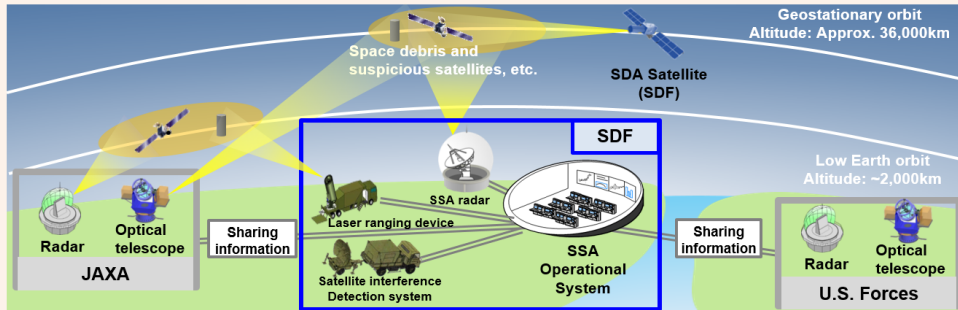 Geostationary orbit
Altitude: Approx. 36,000km
Space debris and
suspicious satellites, etc.
SDA Satellite
(SDF)
SDF
Low Earth orbit
Altitude: ~2,000km
SSA radar
Laser ranging device
Radar
Optical
telescope
JAXA
Sharing
information
Satellite interference
Detection system
SSA
Operational
System
Sharing
information
Radar
Optical
telescope
U.S. Forces